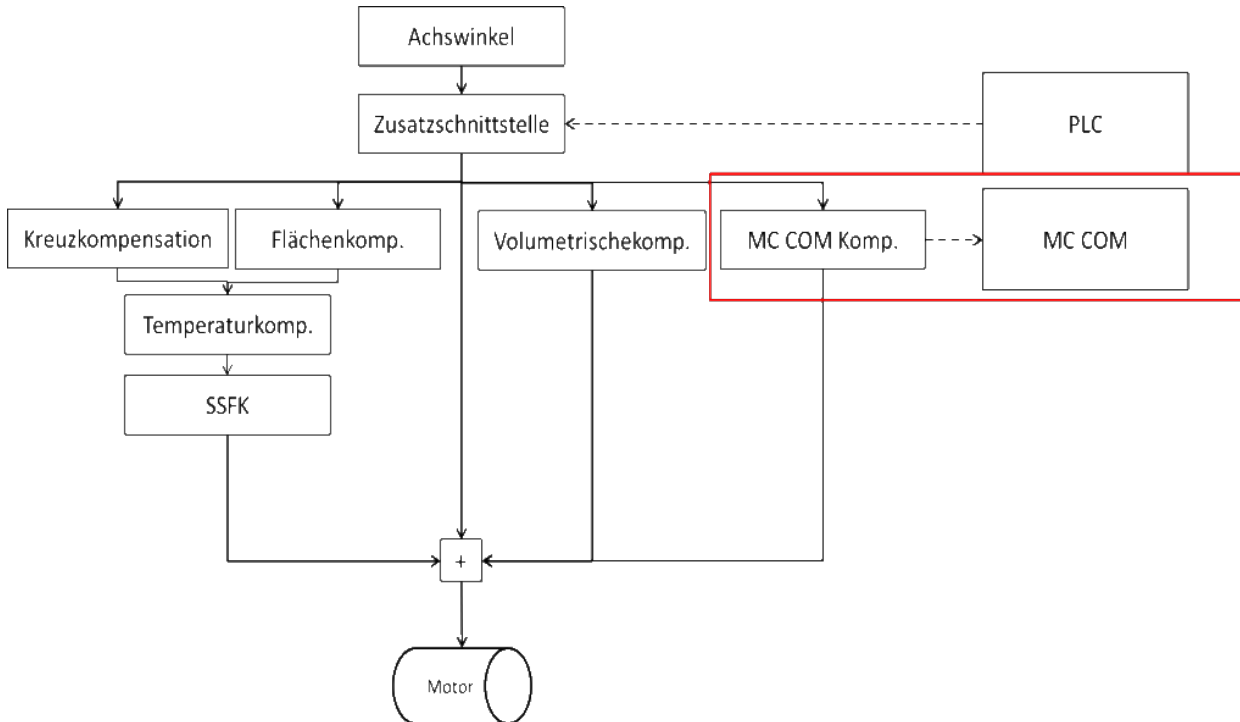 Achswinkel
Zusatzschnittstelle
PLC
Kreuzkompensation
Flächenkomp.
Volumetrischekomp.
MC COM Komp.
MC COM
Temperaturkomp.
SSFK
+
Motor